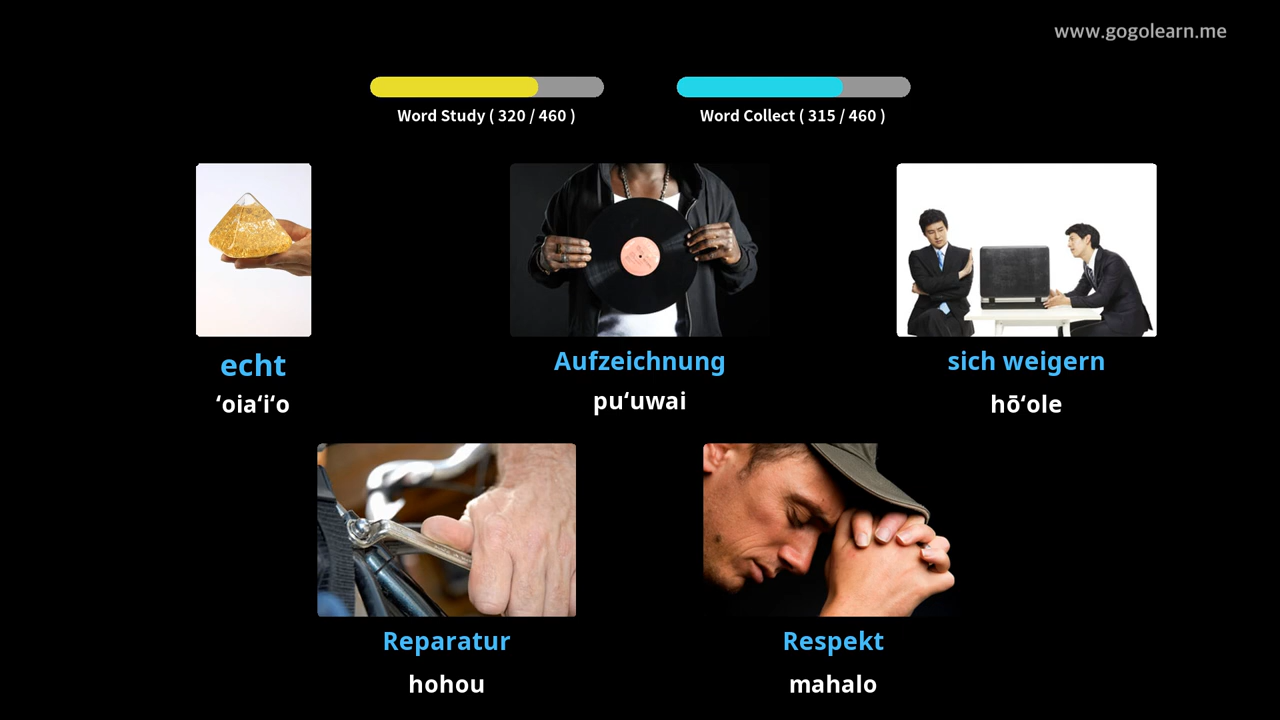 www.gogolearn.me
Word Study ( 320 / 460 )
Word Collect ( 315 / 460 )
echt
ʻoiaʻiʻo
Aufzeichnung
puʻuwai
sich weigern
hōʻole
Reparatur
hohou
Respekt
mahalo